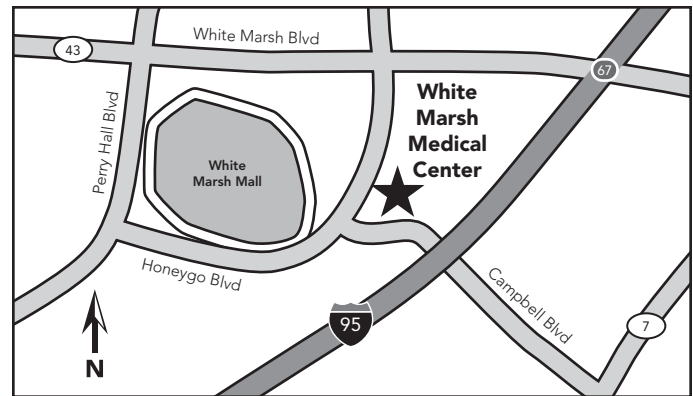 White Marsh Blvd
43
67
Perry Hall Blvd
White
Marsh
Medical
Center
White
Marsh Mall
Honeygo Blvd
Campbell Blvd
95
7
N